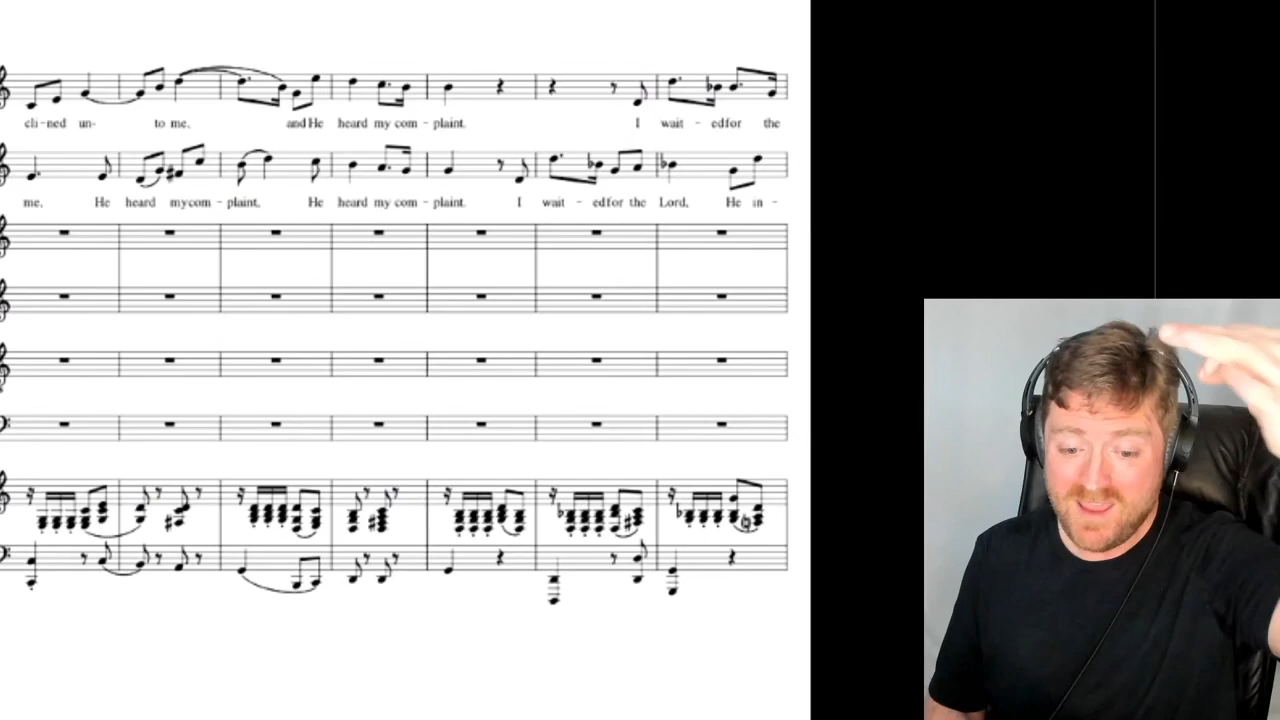 cli - ned un - to me, and He heard my com - plaint. I wait - ed for the
me, He heard my com - plaint, He heard my com - plaint. I wait - ed for the Lord, He in -